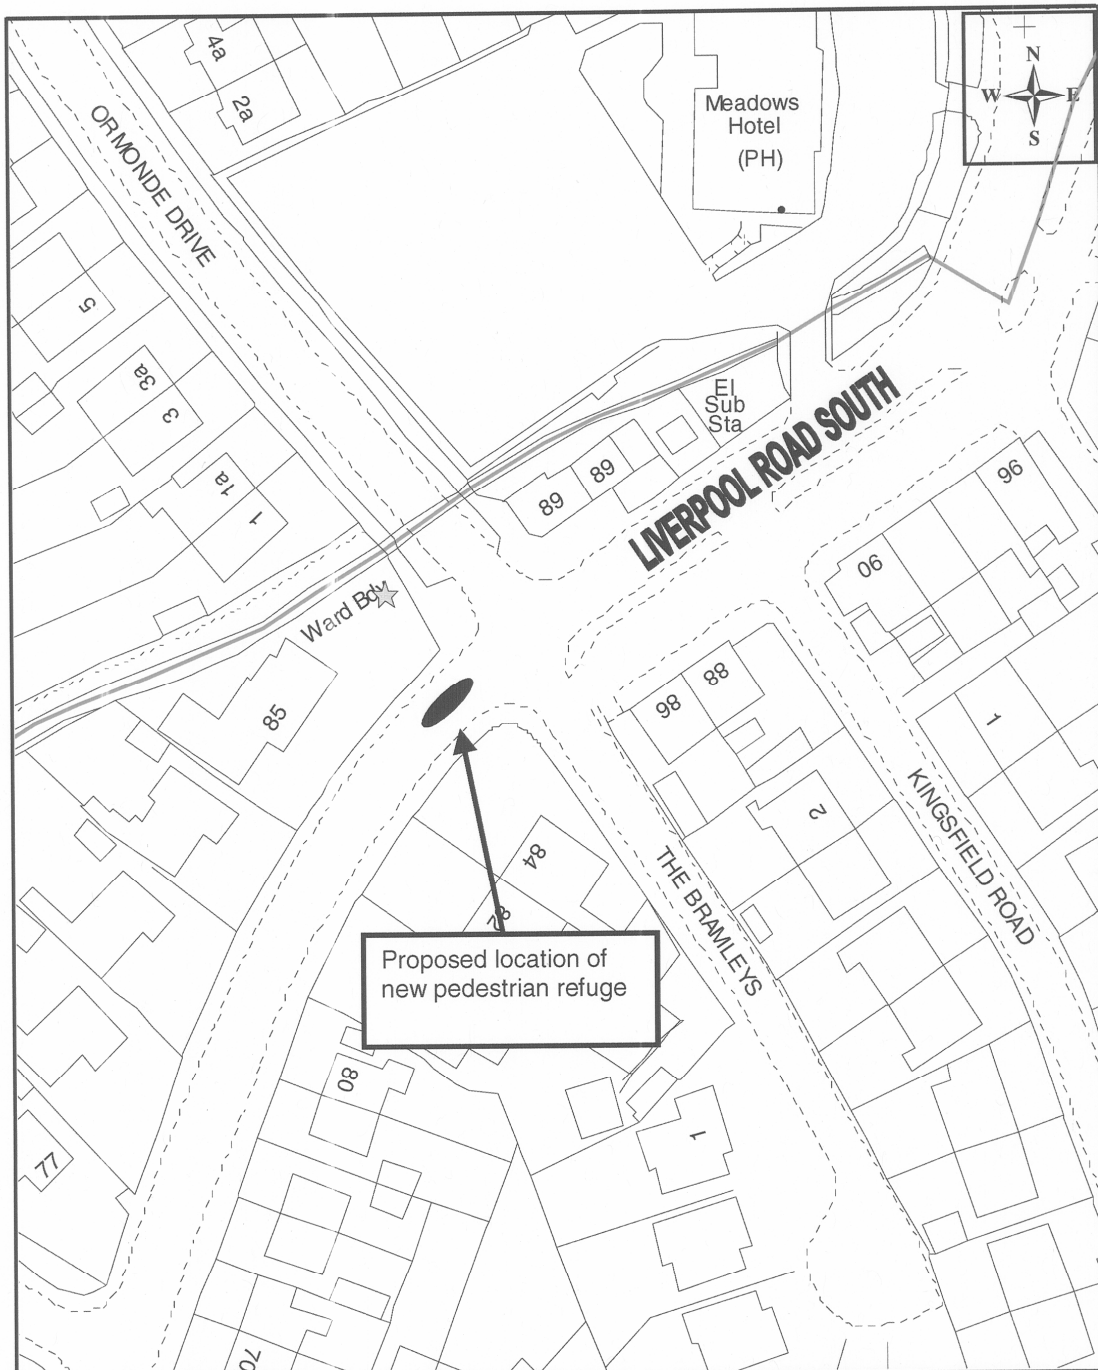 4a
2a
ORMONDE DRIVE
Meadows
Hotel
(PH)
N
W E
S
5
3a
3
1a
1
El
Sub
Sta
89
89
LIVERPOOL ROAD SOUTH
96
90
Ward Bdy
85
86
88
1
2
KINGSFIELD ROAD
THE BRAMLEYS
84
82
Proposed location of
new pedestrian refuge
80
1
77
70